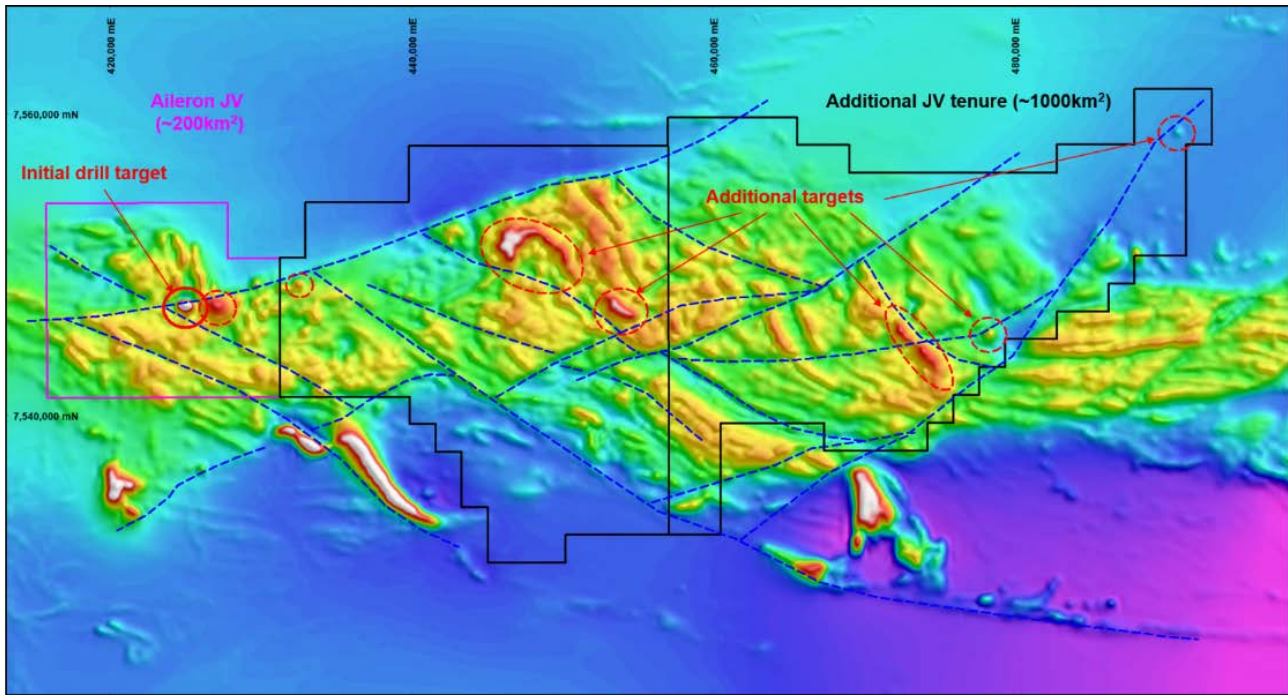 420,000 mE
440,000 mE
460,000 mE
480,000 mE
7,560,000 mN
Aileron JV
(~200km²)
Additional JV tenure (~1000km²)
Initial drill target
Additional targets
7,540,000 mN